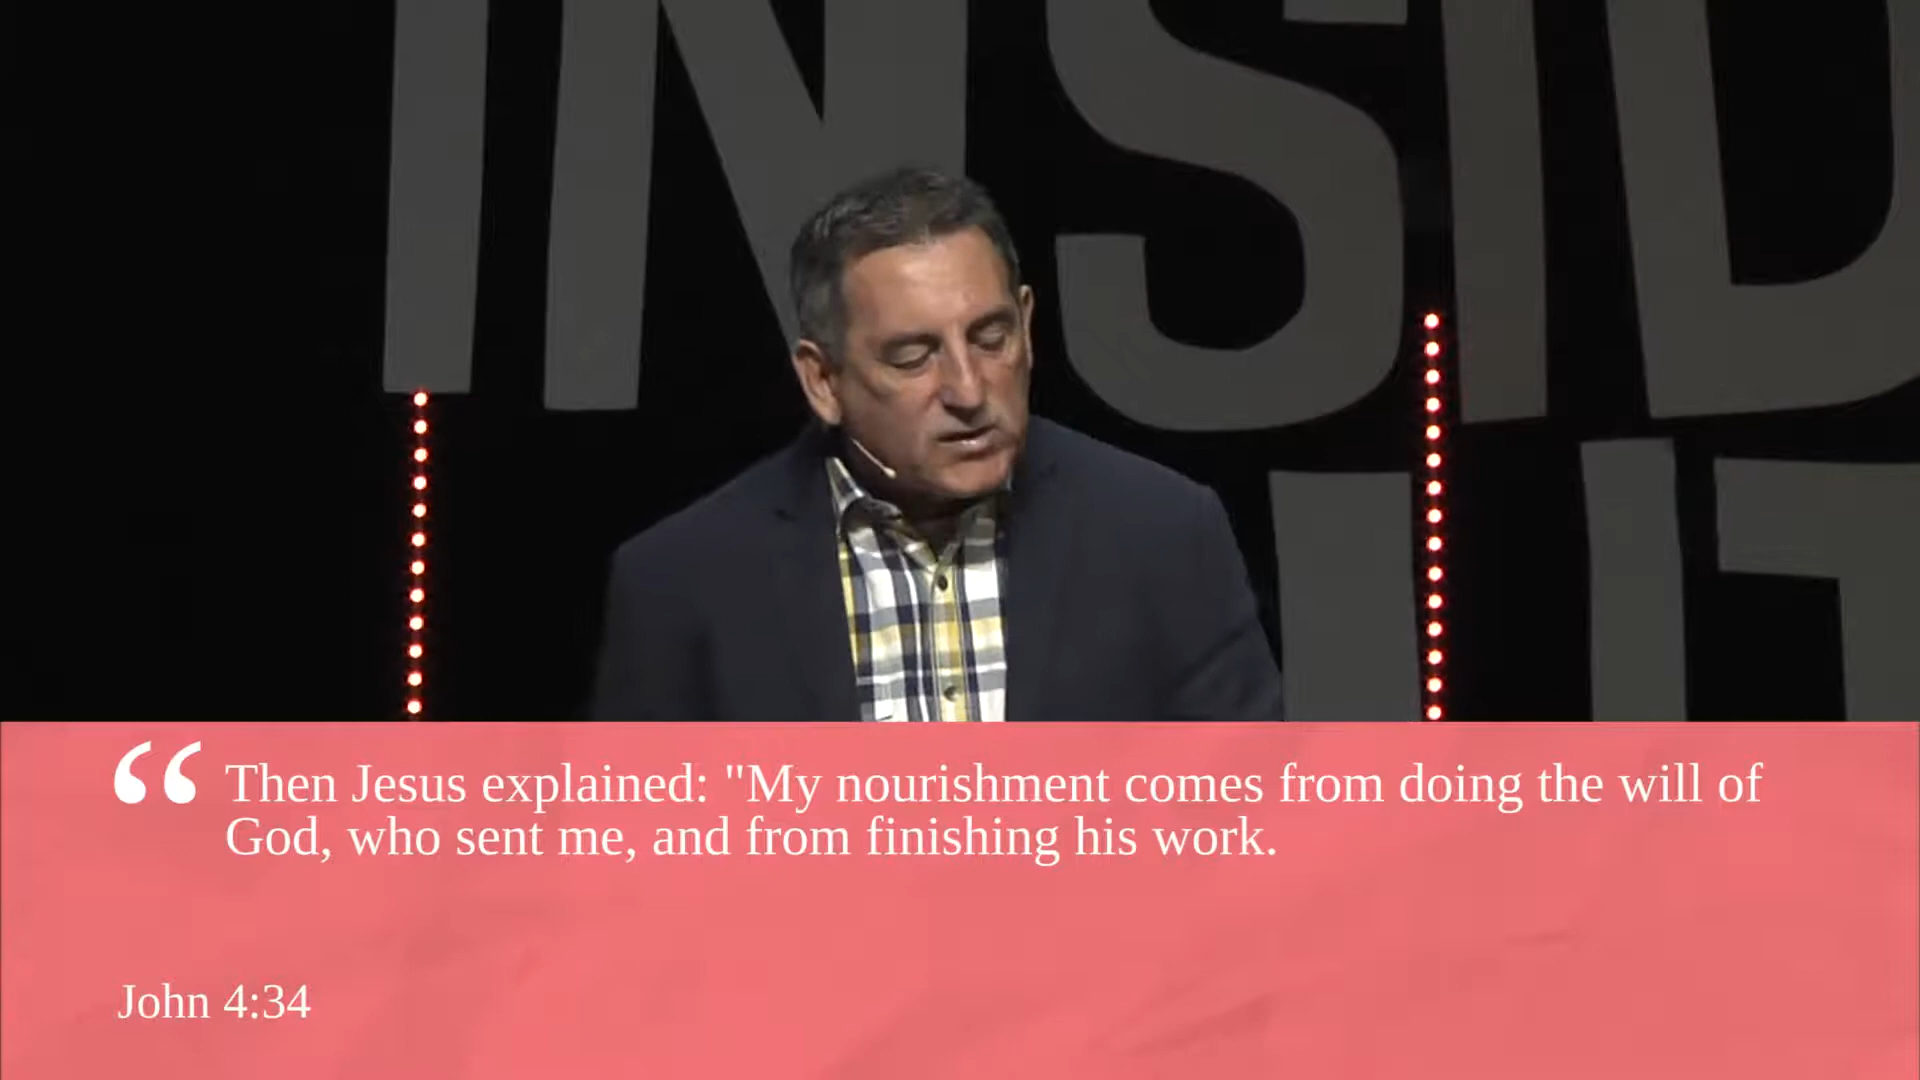 INSID
Then Jesus explained: "My nourishment comes from doing the will of
God, who sent me, and from finishing his work.
John 4:34